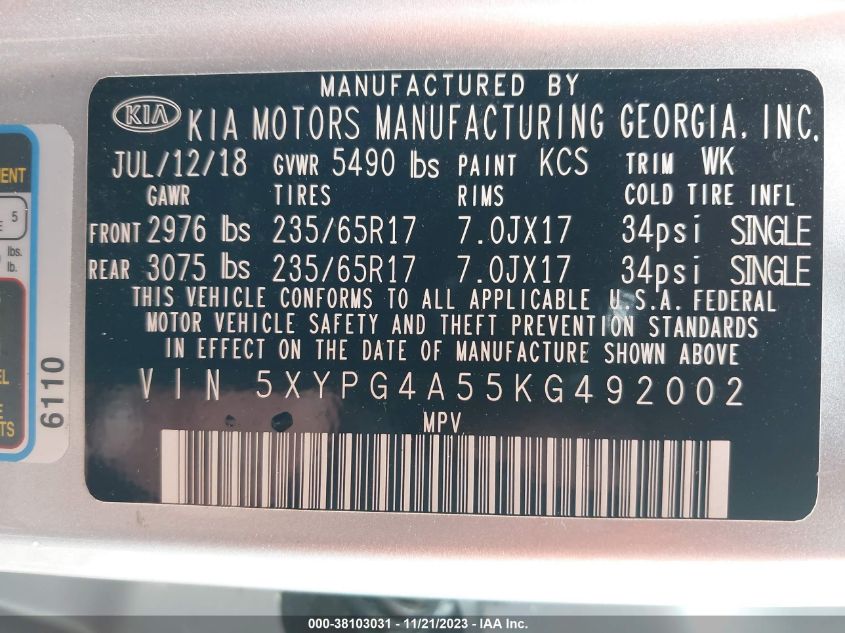 MANUFACTURED BY
KIA KIA MOTORS MANUFACTURING GEORGIA, INC.
JUL/12/18 GVWR 5490 lbs PAINT KCS TRIM WK
GAWR TIRES RIMS COLD TIRE INFL
FRONT 2976 lbs 235/65R17 7.0JX17 34psi SINGLE
REAR 3075 lbs 235/65R17 7.0JX17 34psi SINGLE
THIS VEHICLE CONFORMS TO ALL APPLICABLE U.S.A. FEDERAL
MOTOR VEHICLE SAFETY AND THEFT PREVENTION STANDARDS
IN EFFECT ON THE DATE OF MANUFACTURE SHOWN ABOVE
VIN 5XYPG4A55KG492002
MPV
5
lbs.
lb.
6110
000-38103031 - 11/21/2023 - IAA Inc.